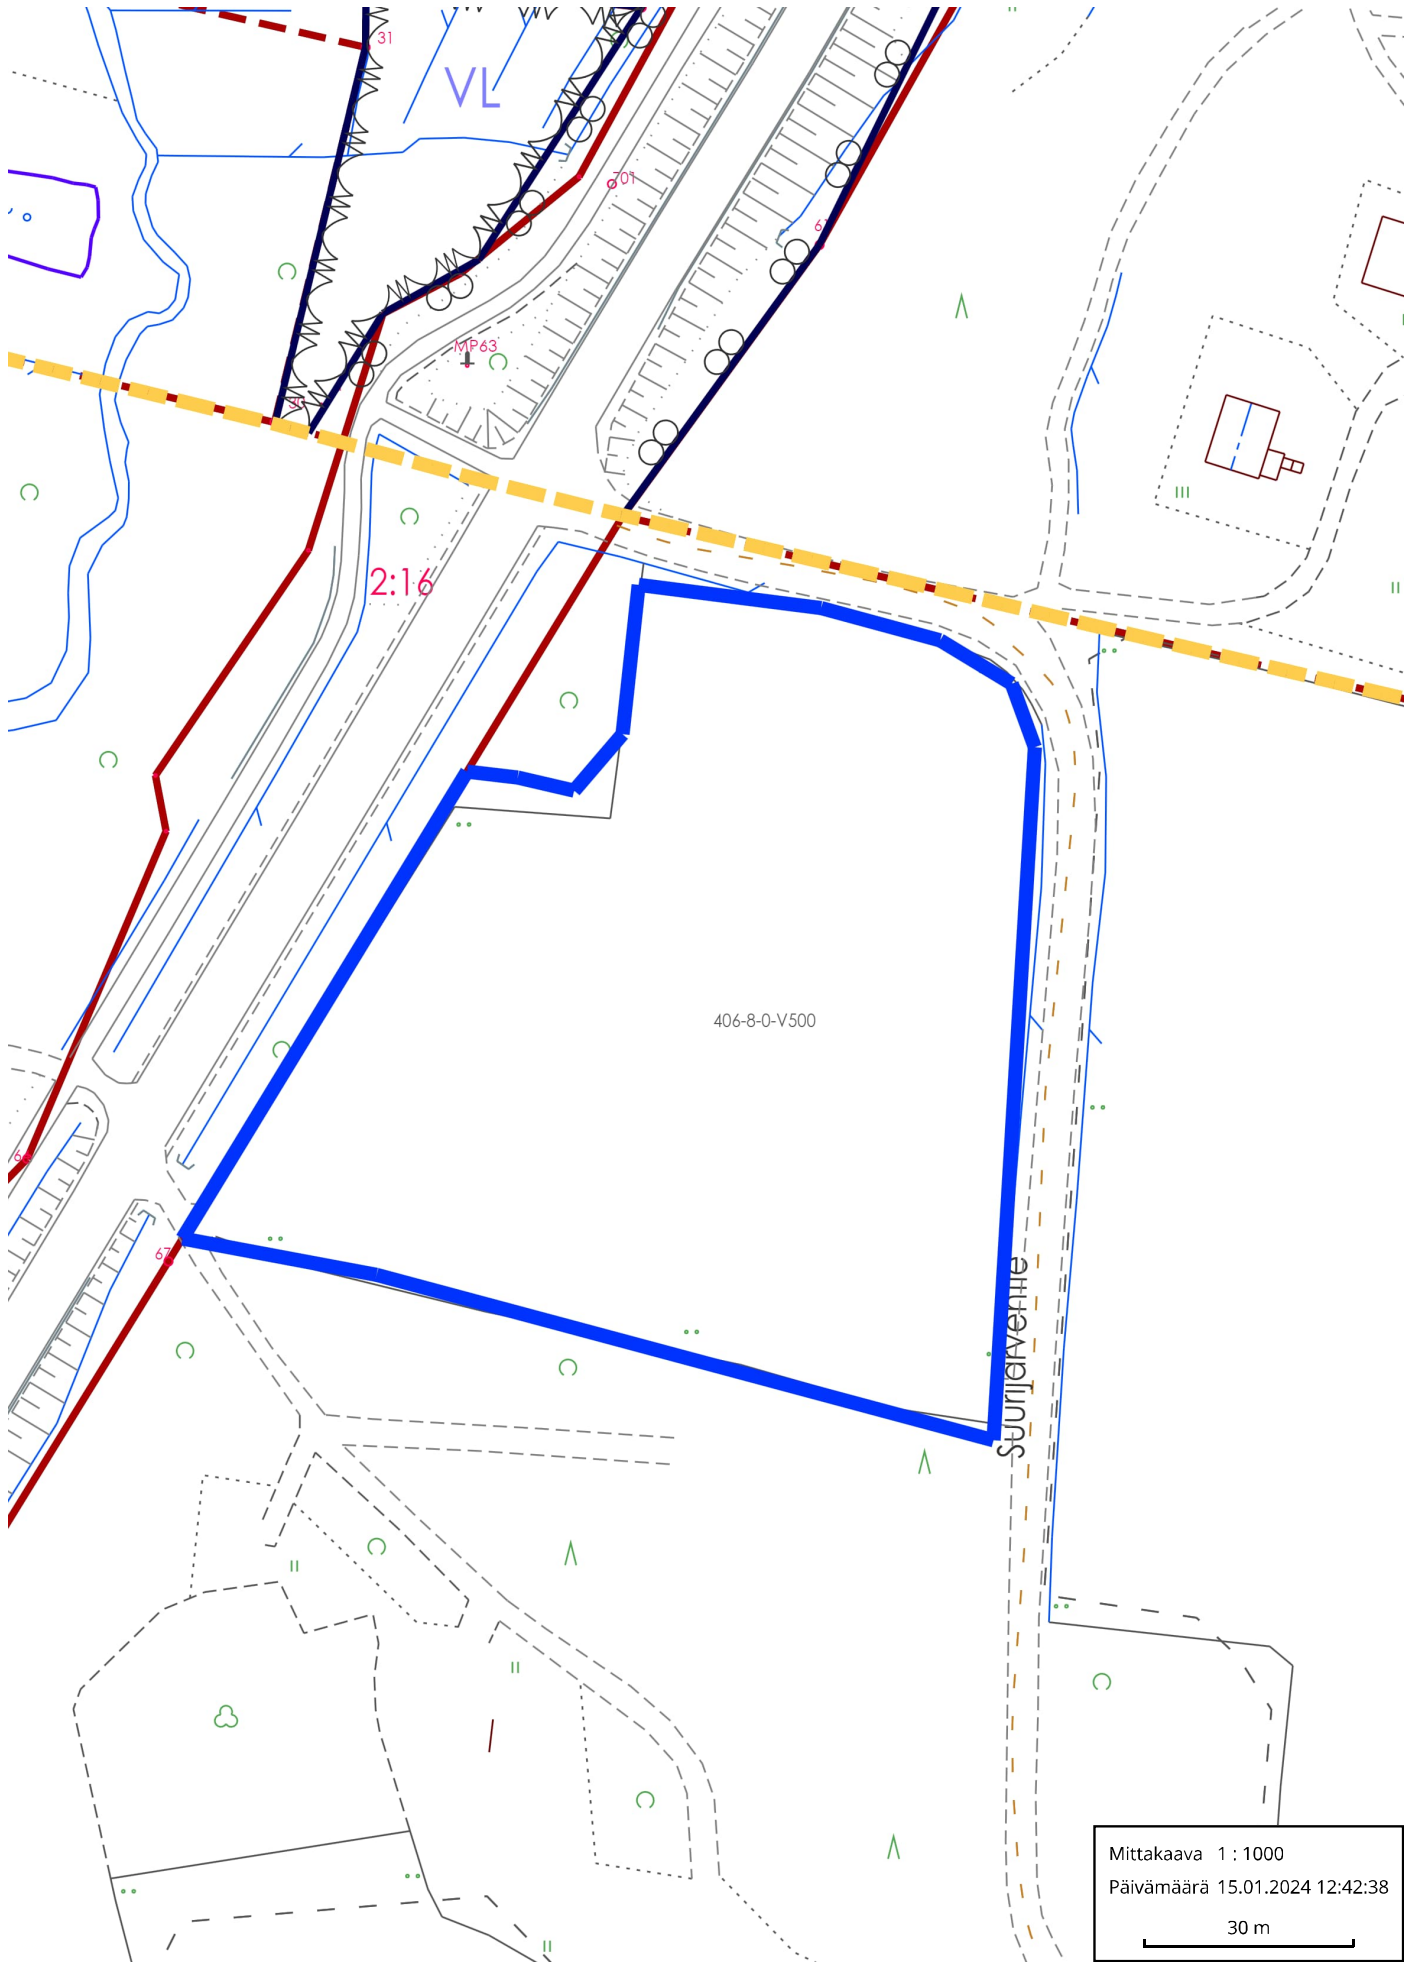 31
VL
701
MP63
2:16
406-8-0-V500
67
Suurijärventie
Mittakaava 1 : 1000
Päivämäärä 15.01.2024 12:42:38
30 m